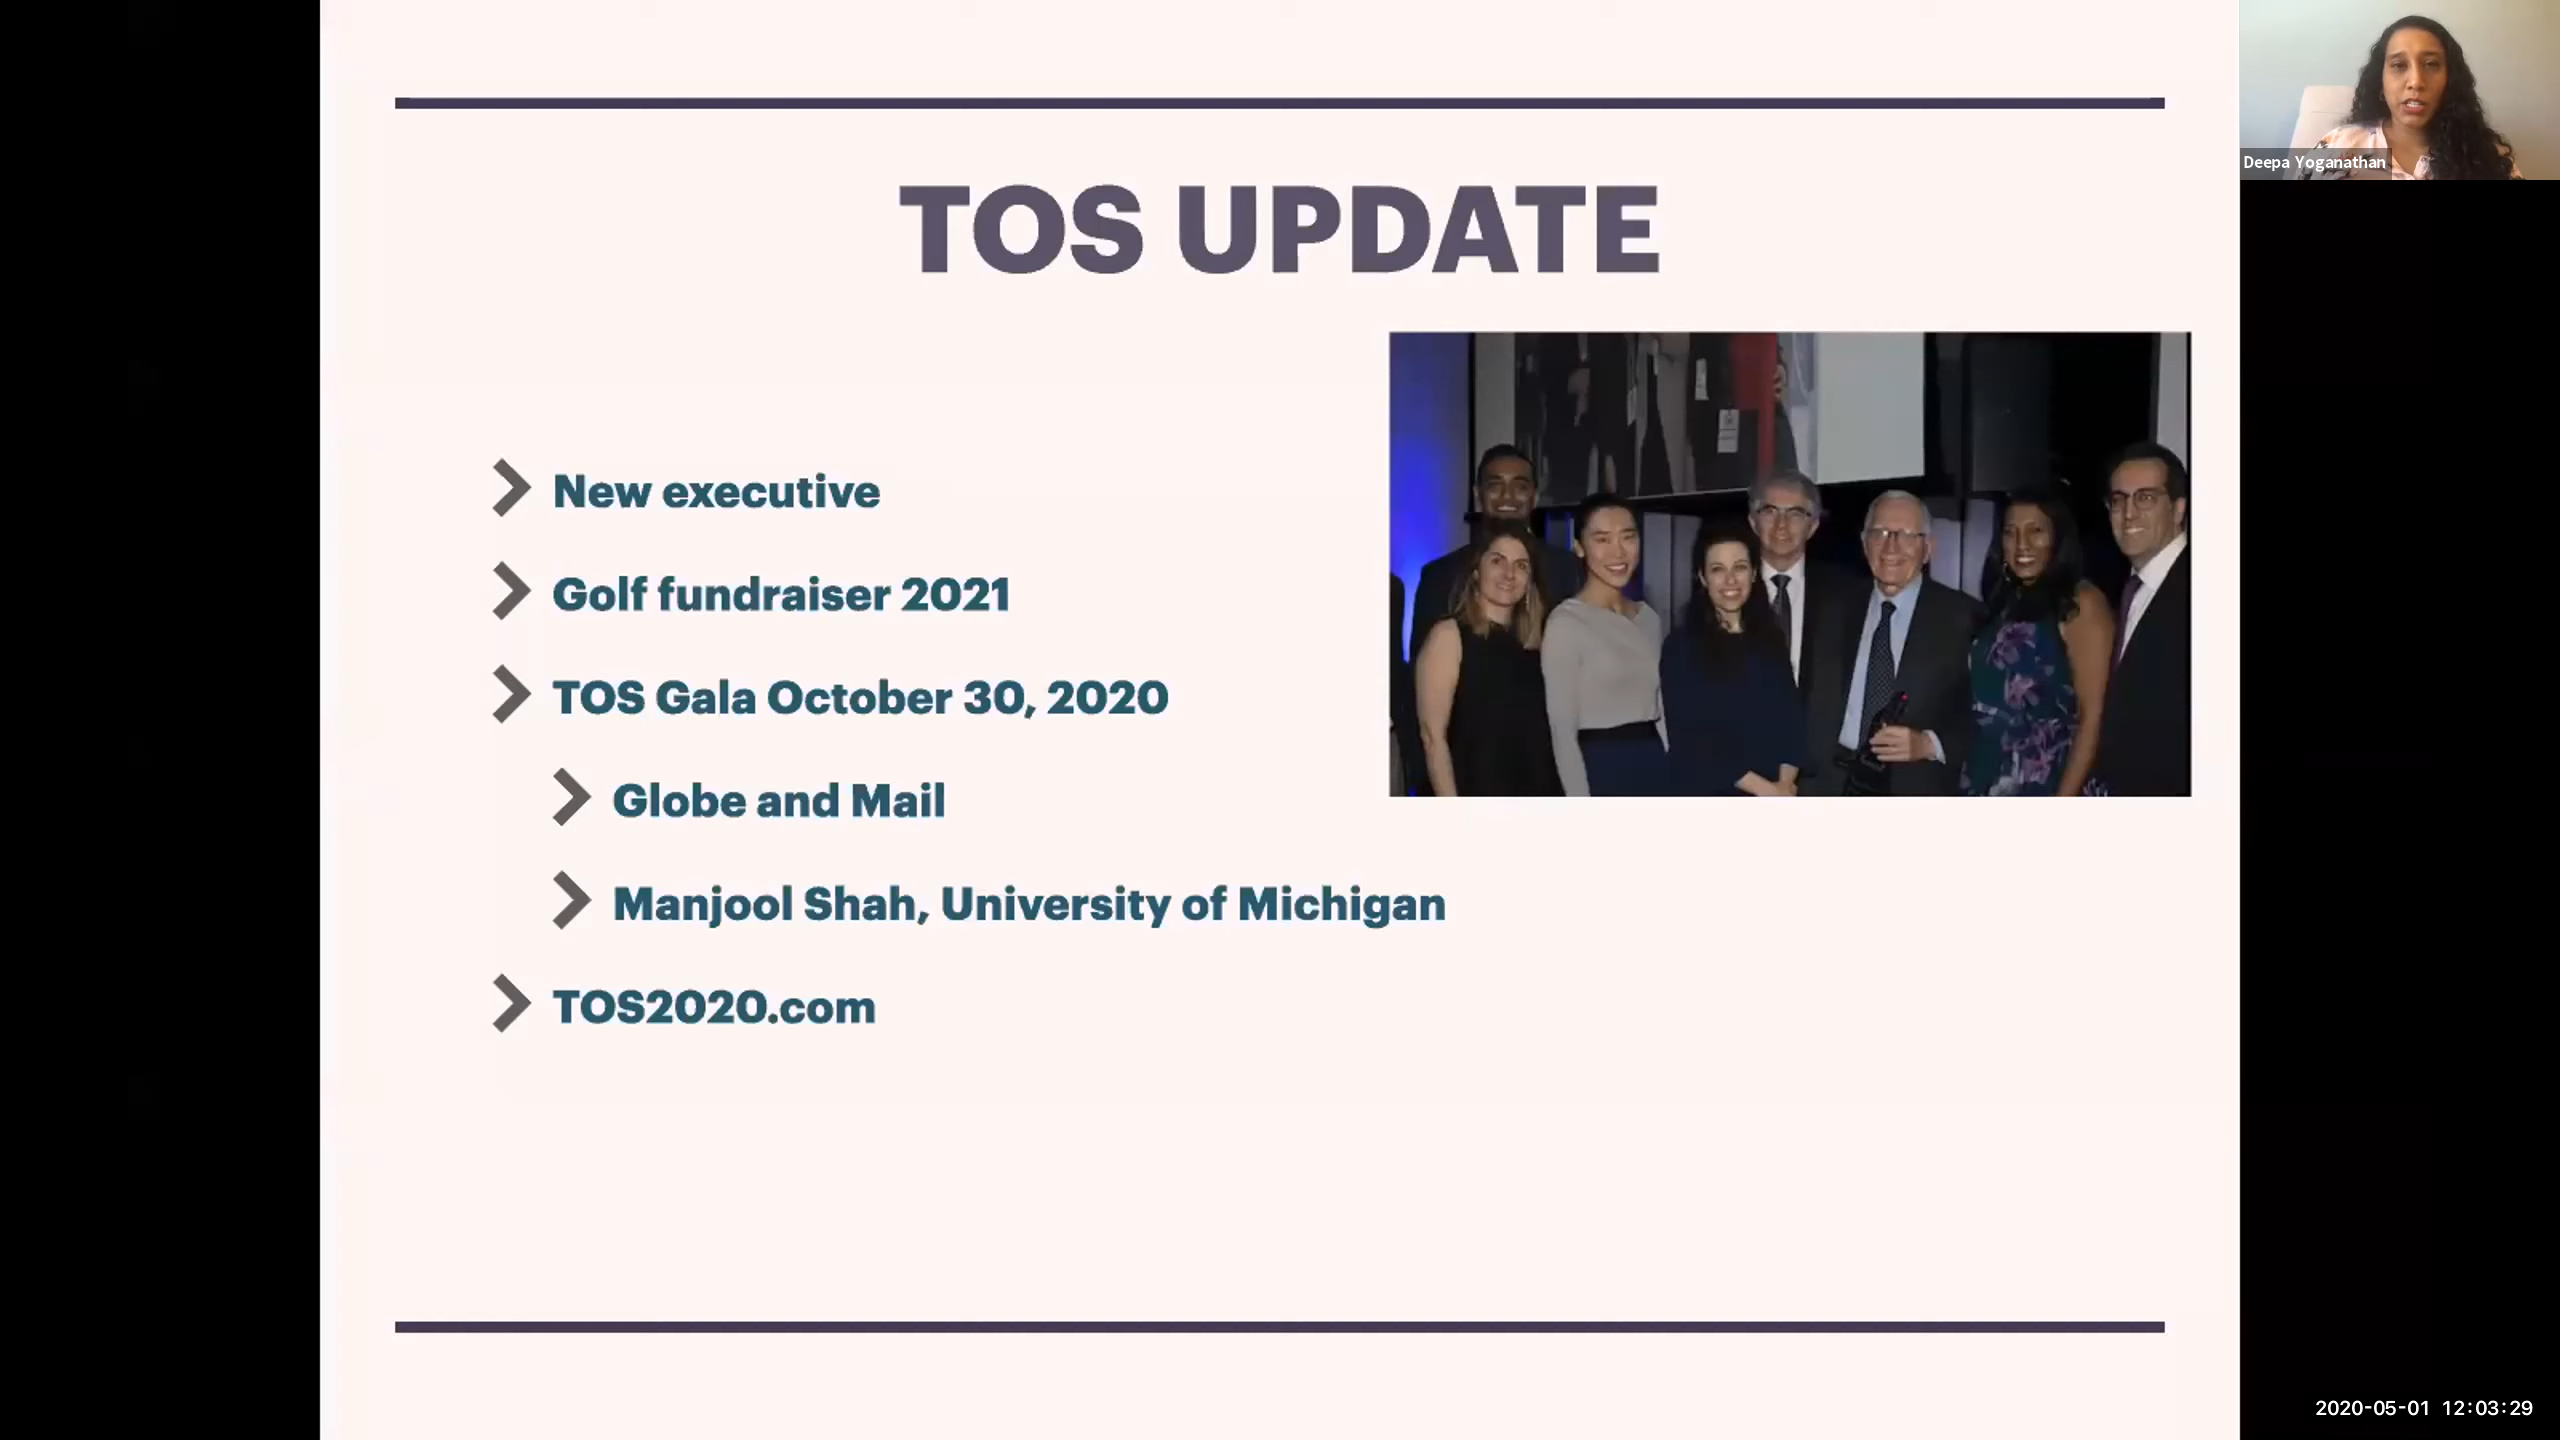 TOS UPDATE
New executive
Golf fundraiser 2021
TOS Gala October 30, 2020
Globe and Mail
Manjool Shah, University of Michigan
TOS2020.com
Deepa Yoganathan
2020-05-01 12:03:29